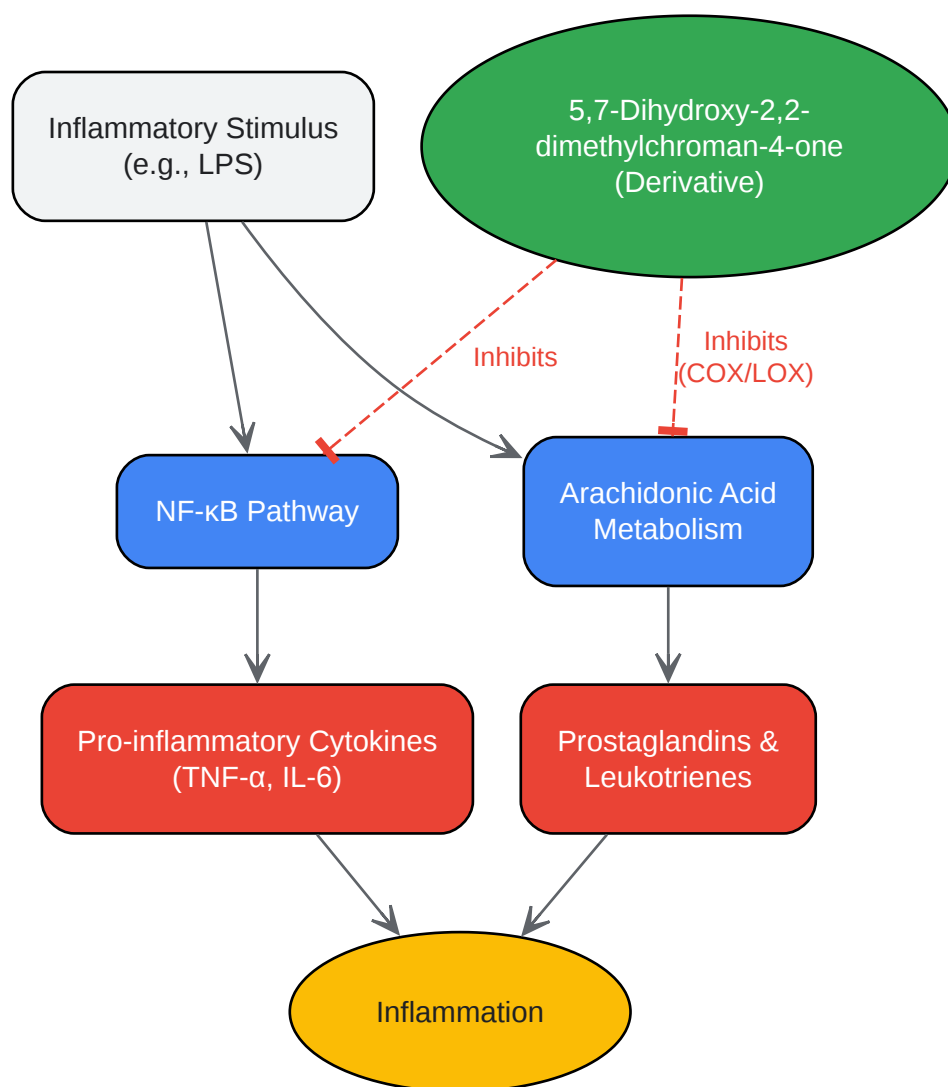 Inflammatory Stimulus
(e.g., LPS)
5,7-Dihydroxy-2,2-
dimethylchroman-4-one
(Derivative)
Inhibits
Inhibits
(COX/LOX)
NF-κB Pathway
Arachidonic Acid
Metabolism
Pro-inflammatory Cytokines
(TNF-α, IL-6)
Prostaglandins &
Leukotrienes
Inflammation